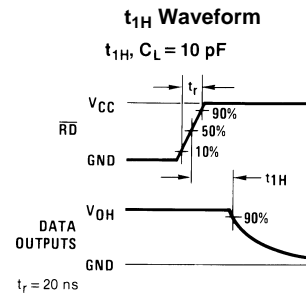 t1H Waveform
t1H, CL = 10 pF
tr
VCC
90%
RD
50%
10%
GND
t1H
VOH
90%
DATA
OUTPUTS
GND
tr = 20 ns